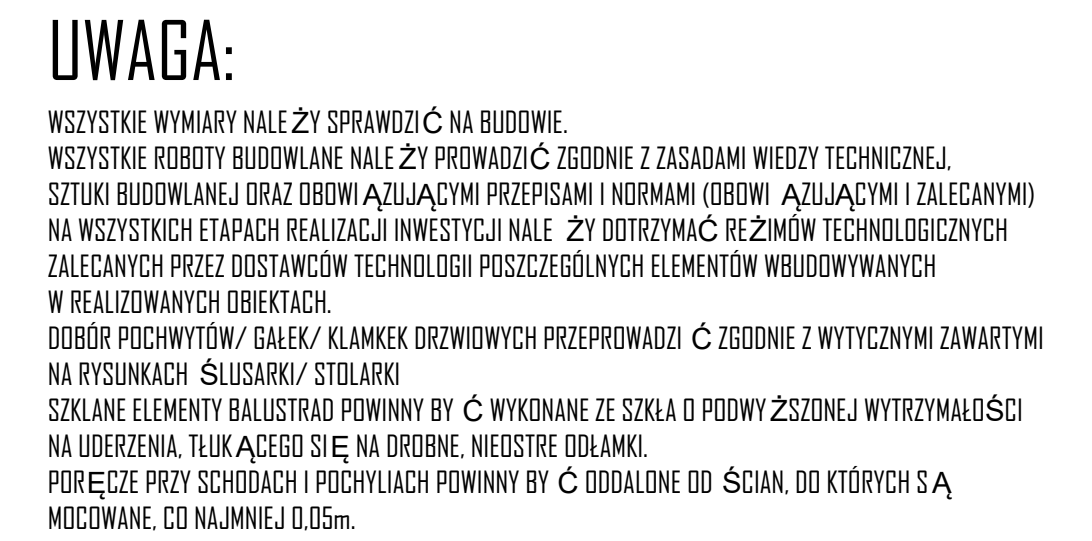 UWAGA:
WSZYSTKIE WYMIARY NALEŻY SPRAWDZIĆ NA BUDOWIE.
WSZYSTKIE ROBOTY BUDOWLANE NALEŻY PROWADZIĆ ZGODNIE Z ZASADAMI WIEDZY TECHNICZNEJ,
SZTUKI BUDOWLANEJ ORAZ OBOWIĄZUJĄCYMI PRZEPISAMI I NORMAMI (OBOWIĄZUJĄCYMI I ZALECANYMI)
NA WSZYSTKICH ETAPACH REALIZACJI INWESTYCJI NALEŻY DOTRZYMAĆ REŻIMÓW TECHNOLOGICZNYCH
ZALECANYCH PRZEZ DOSTAWCÓW TECHNOLOGII POSZCZEGÓLNYCH ELEMENTÓW WBUDOWYWANYCH
W REALIZOWANYCH OBIEKTACH.
DOBÓR POCHWYTÓW/ GAŁEK/ KLAMKEK DRZWIOWYCH PRZEPROWADZIĆ ZGODNIE Z WYTYCZNYMI ZAWARTYMI
NA RYSUNKACH ŚLUSARKI/ STOLARKI
SZKLANE ELEMENTY BALUSTRAD POWINNY BYĆ WYKONANE ZE SZKŁA O PODWYŻSZONEJ WYTRZYMAŁOŚCI
NA UDERZENIA, TŁUKĄCEGO SIĘ NA DROBNE, NIEOSTRE ODŁAMKI.
PORĘCZE PRZY SCHODACH I POCHYLIACH POWINNY BYĆ ODDALONE OD ŚCIAN, DO KTÓRYCH SĄ
MOCOWANE, CO NAJMNIEJ 0,05m.